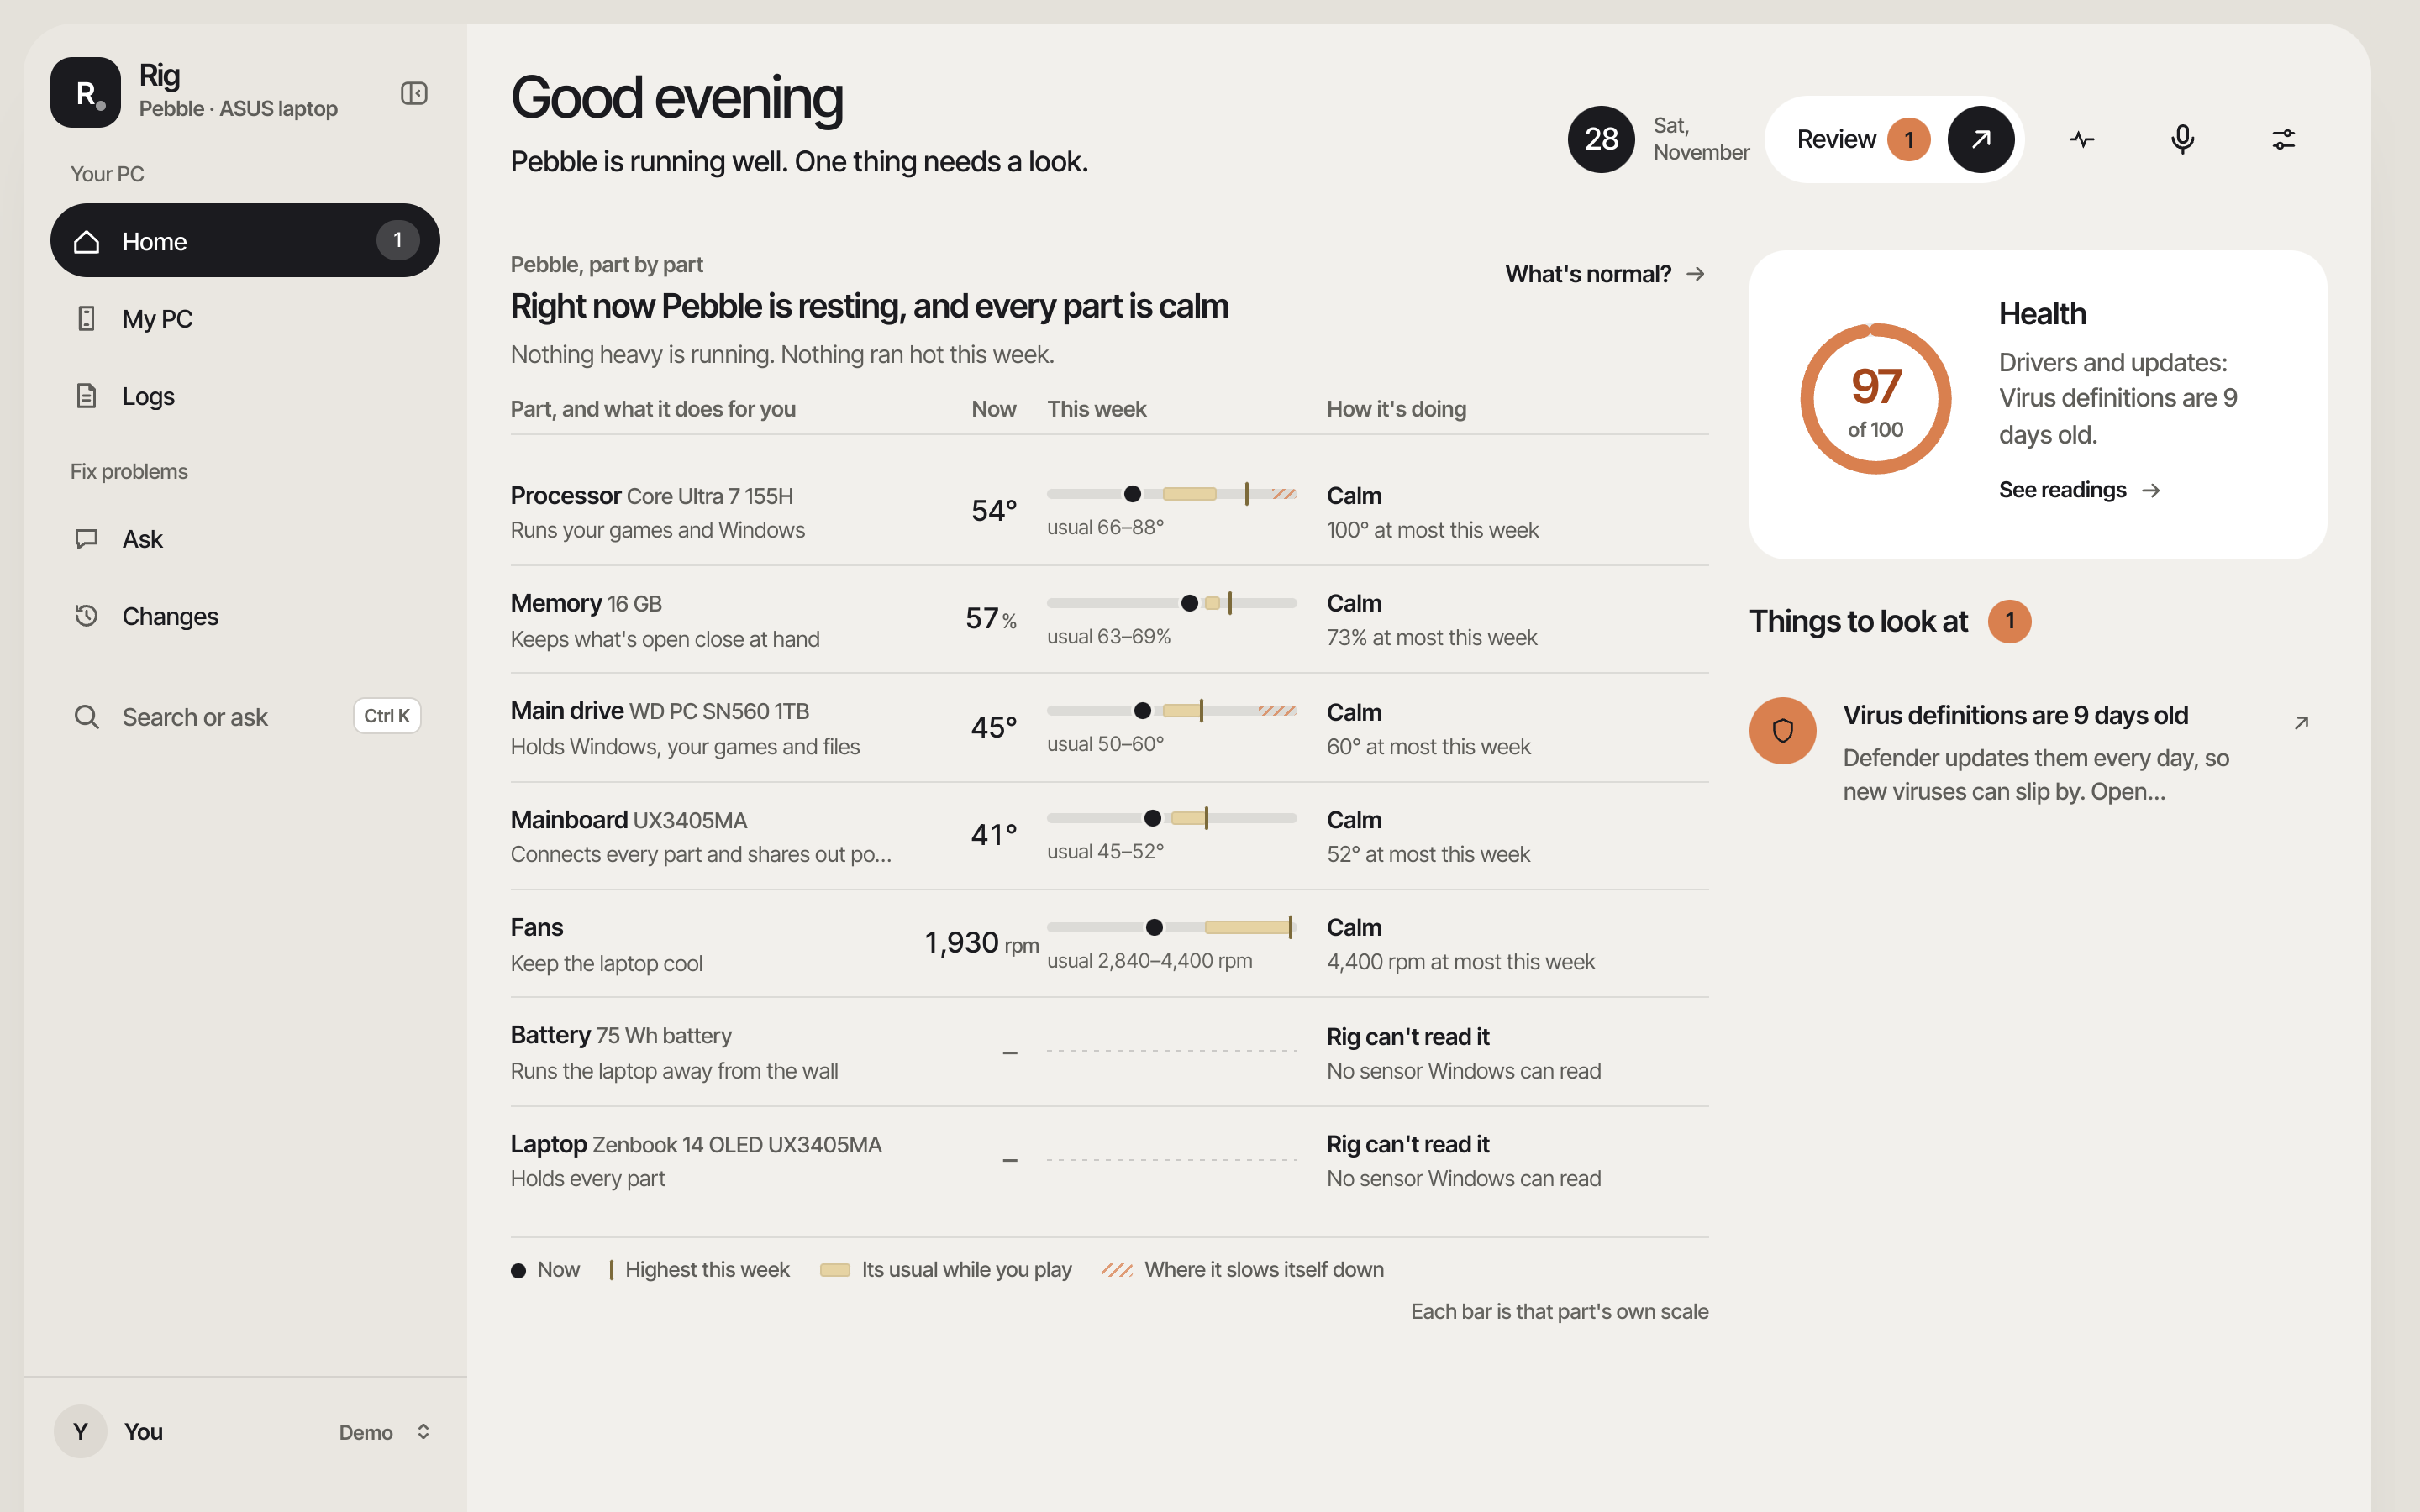 R.
Rig
Pebble · ASUS laptop
Your PC
Home 1
My PC
Logs
Fix problems
Ask
Changes
Search or ask Ctrl K
Y You Demo
Good evening
Pebble is running well. One thing needs a look.
28 Sat,
November
Review 1
Pebble, part by part
What's normal?
Right now Pebble is resting, and every part is calm
Nothing heavy is running. Nothing ran hot this week.
Part, and what it does for you Now This week How it's doing
Processor Core Ultra 7 155H
Runs your games and Windows
54°
usual 66–88°
Calm
100° at most this week
Memory 16 GB
Keeps what's open close at hand
57 %
usual 63–69%
Calm
73% at most this week
Main drive WD PC SN560 1TB
Holds Windows, your games and files
45°
usual 50–60°
Calm
60° at most this week
Mainboard UX3405MA
Connects every part and shares out po...
41°
usual 45–52°
Calm
52° at most this week
Fans
Keep the laptop cool
1,930 rpm
usual 2,840–4,400 rpm
Calm
4,400 rpm at most this week
Battery 75 Wh battery
Runs the laptop away from the wall
–
Rig can't read it
No sensor Windows can read
Laptop Zenbook 14 OLED UX3405MA
Holds every part
–
Rig can't read it
No sensor Windows can read
Now Highest this week Its usual while you play Where it slows itself down
Each bar is that part's own scale
97
of 100
Health
Drivers and updates:
Virus definitions are 9
days old.
See readings
Things to look at 1
Virus definitions are 9 days old
Defender updates them every day, so
new viruses can slip by. Open...